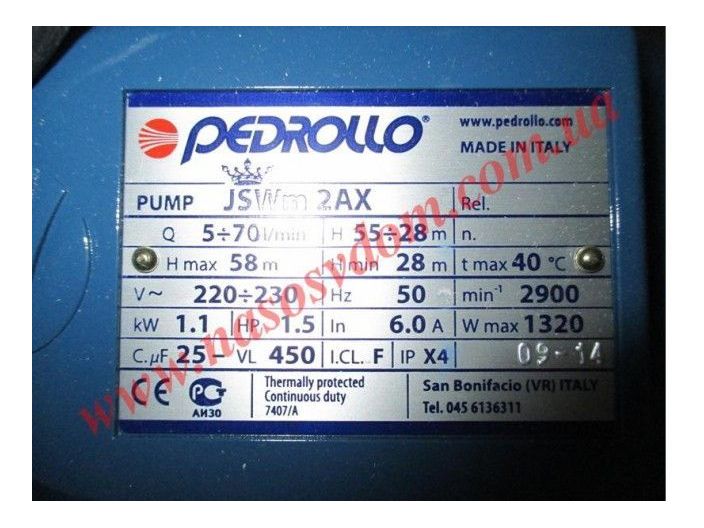 PEDROLLO®
www.pedrollo.com
MADE IN ITALY
PUMP JSWm 2AX Rel.
Q 5÷70 l/min H 55÷28 m n.
H max 58 m H min 28 m t max 40 °C
V~ 220÷230 Hz 50 min⁻¹ 2900
kW 1.1 HP 1.5 In 6.0 A W max 1320
C.µF 25 – VL 450 I.CL. F IP X4 09-14
CE PG АИ30
Thermally protected
Continuous duty
7407/A
San Bonifacio (VR) ITALY
Tel. 045 6136311
www.nasosvdom.com.ua